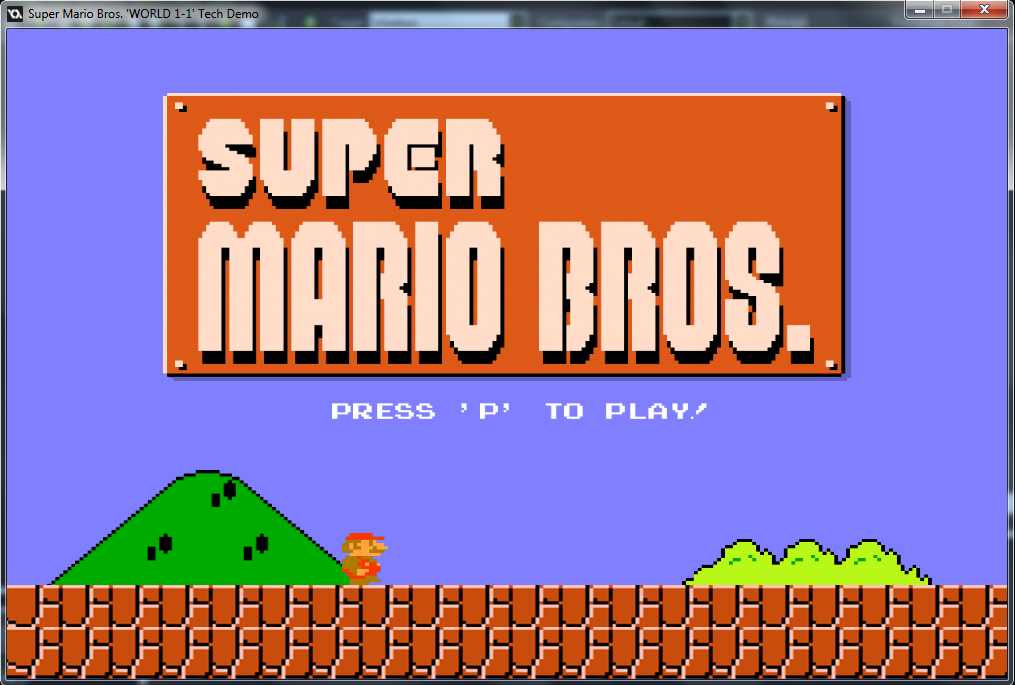 Super Mario Bros. 'WORLD 1-1' Tech Demo
SUPER
MARIO BROS.
PRESS 'P' TO PLAY!